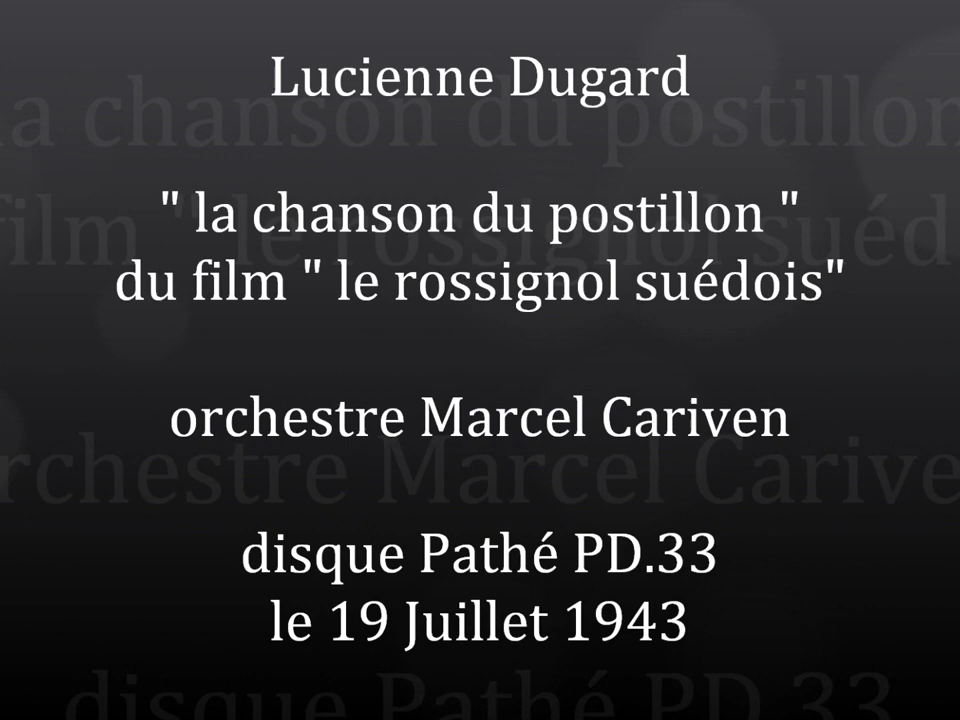 Lucienne Dugard
" la chanson du postillon "
du film " le rossignol suédois"
orchestre Marcel Cariven
disque Pathé PD.33
le 19 Juillet 1943